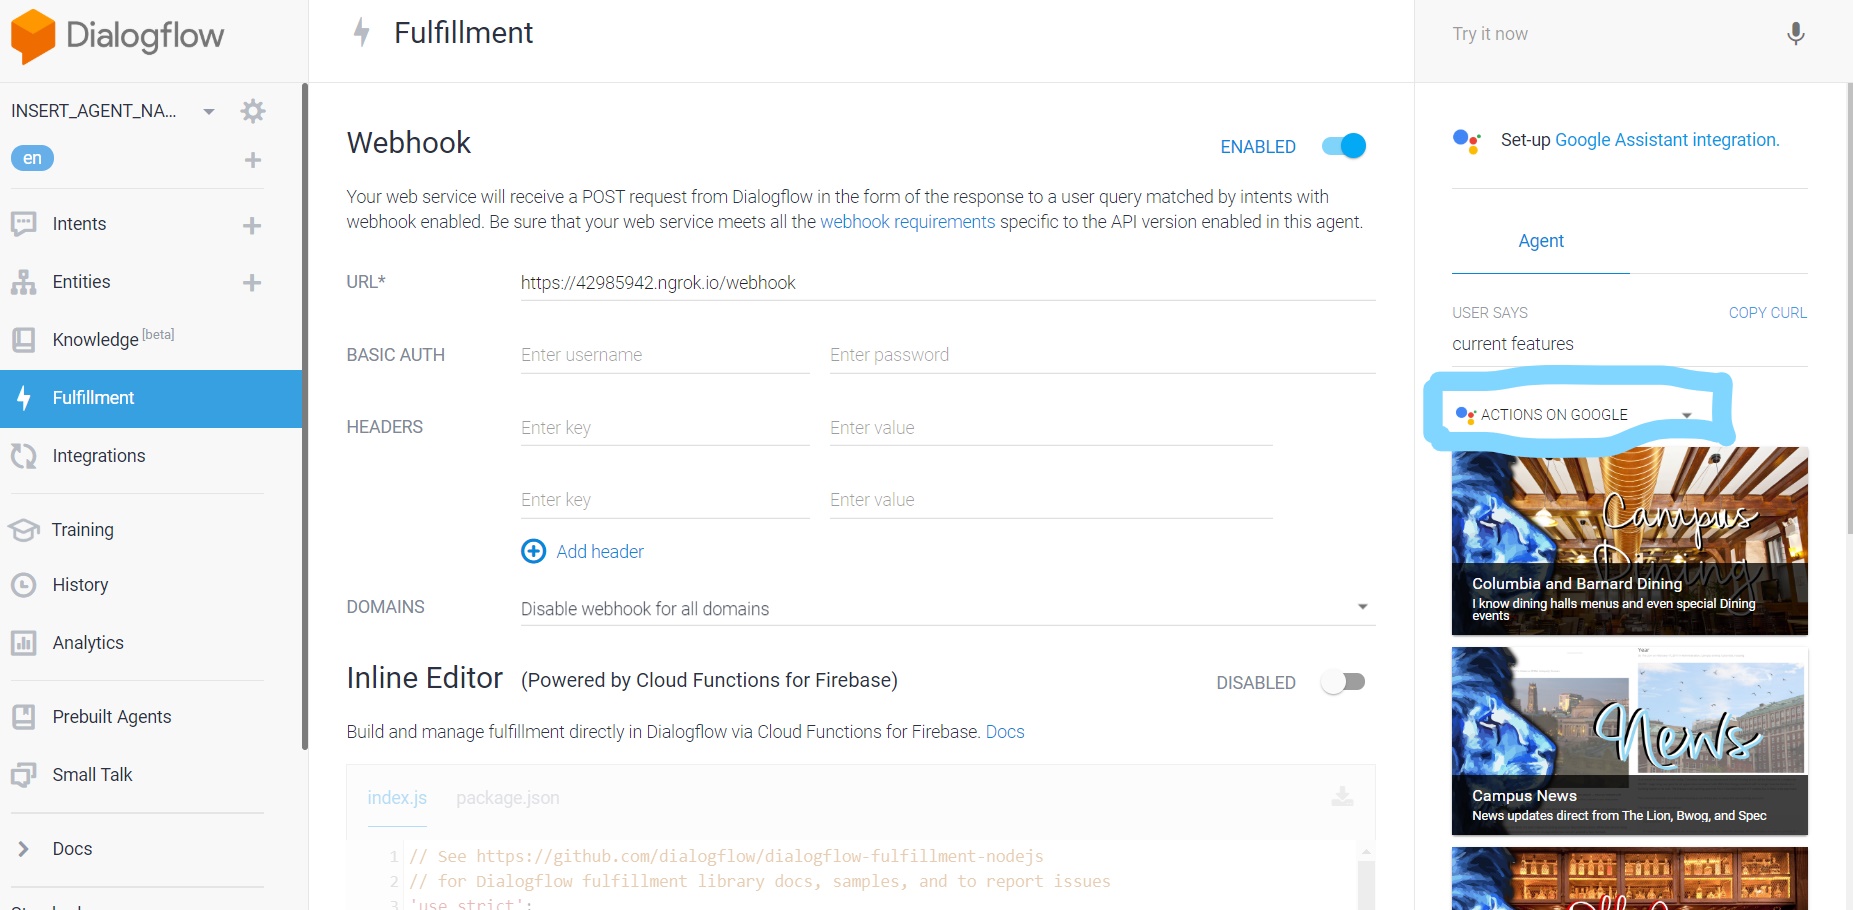 Dialogflow
INSERT_AGENT_NA...
en
Intents
Entities
Knowledge [beta]
Fulfillment
Integrations
Training
History
Analytics
Prebuilt Agents
Small Talk
Docs
Fulfillment
Webhook
ENABLED
Your web service will receive a POST request from Dialogflow in the form of the response to a user query matched by intents with
webhook enabled. Be sure that your web service meets all the webhook requirements specific to the API version enabled in this agent.
URL*
https://42985942.ngrok.io/webhook
BASIC AUTH
Enter username
Enter password
HEADERS
Enter key
Enter value
Enter key
Enter value
Add header
DOMAINS
Disable webhook for all domains
Inline Editor (Powered by Cloud Functions for Firebase)
DISABLED
Build and manage fulfillment directly in Dialogflow via Cloud Functions for Firebase. Docs
index.js
package.json
1 // See https://github.com/dialogflow/dialogflow-fulfillment-nodejs
2 // for Dialogflow fulfillment library docs, samples, and to report issues
3 'use strict';
Try it now
Set-up Google Assistant integration.
Agent
USER SAYS
COPY CURL
current features
ACTIONS ON GOOGLE
Campus
Dining
Columbia and Barnard Dining
I know dining halls menus and even special Dining
events
Year
News
Campus News
News updates direct from The Lion, Bwog, and Spec